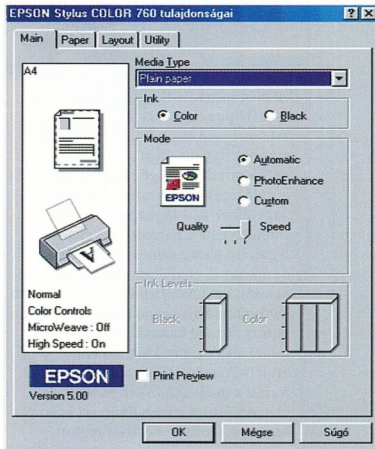 EPSON Stylus COLOR 760 tulajdonságai
Main Paper Layout Utility
A4
Normal
Color Controls
MicroWeave : Off
High Speed : On
EPSON
Version 5.00
Media Type
Plain paper
Ink
Color Black
Mode
EPSON
Automatic
PhotoEnhance
Custom
Quality Speed
Ink Levels
Black Color
Print Preview
OK Mégse Súgó